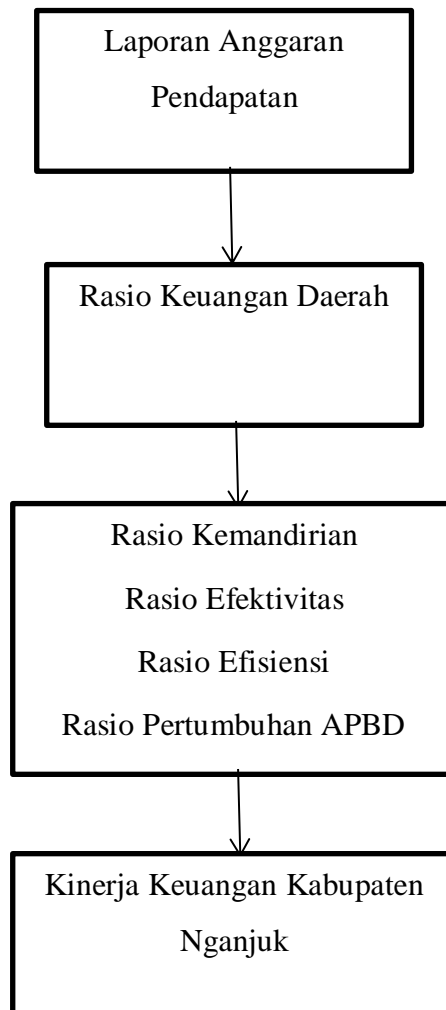 Laporan Anggaran
Pendapatan
Rasio Keuangan Daerah
Rasio Kemandirian
Rasio Efektivitas
Rasio Efisiensi
Rasio Pertumbuhan APBD
Kinerja Keuangan Kabupaten
Nganjuk